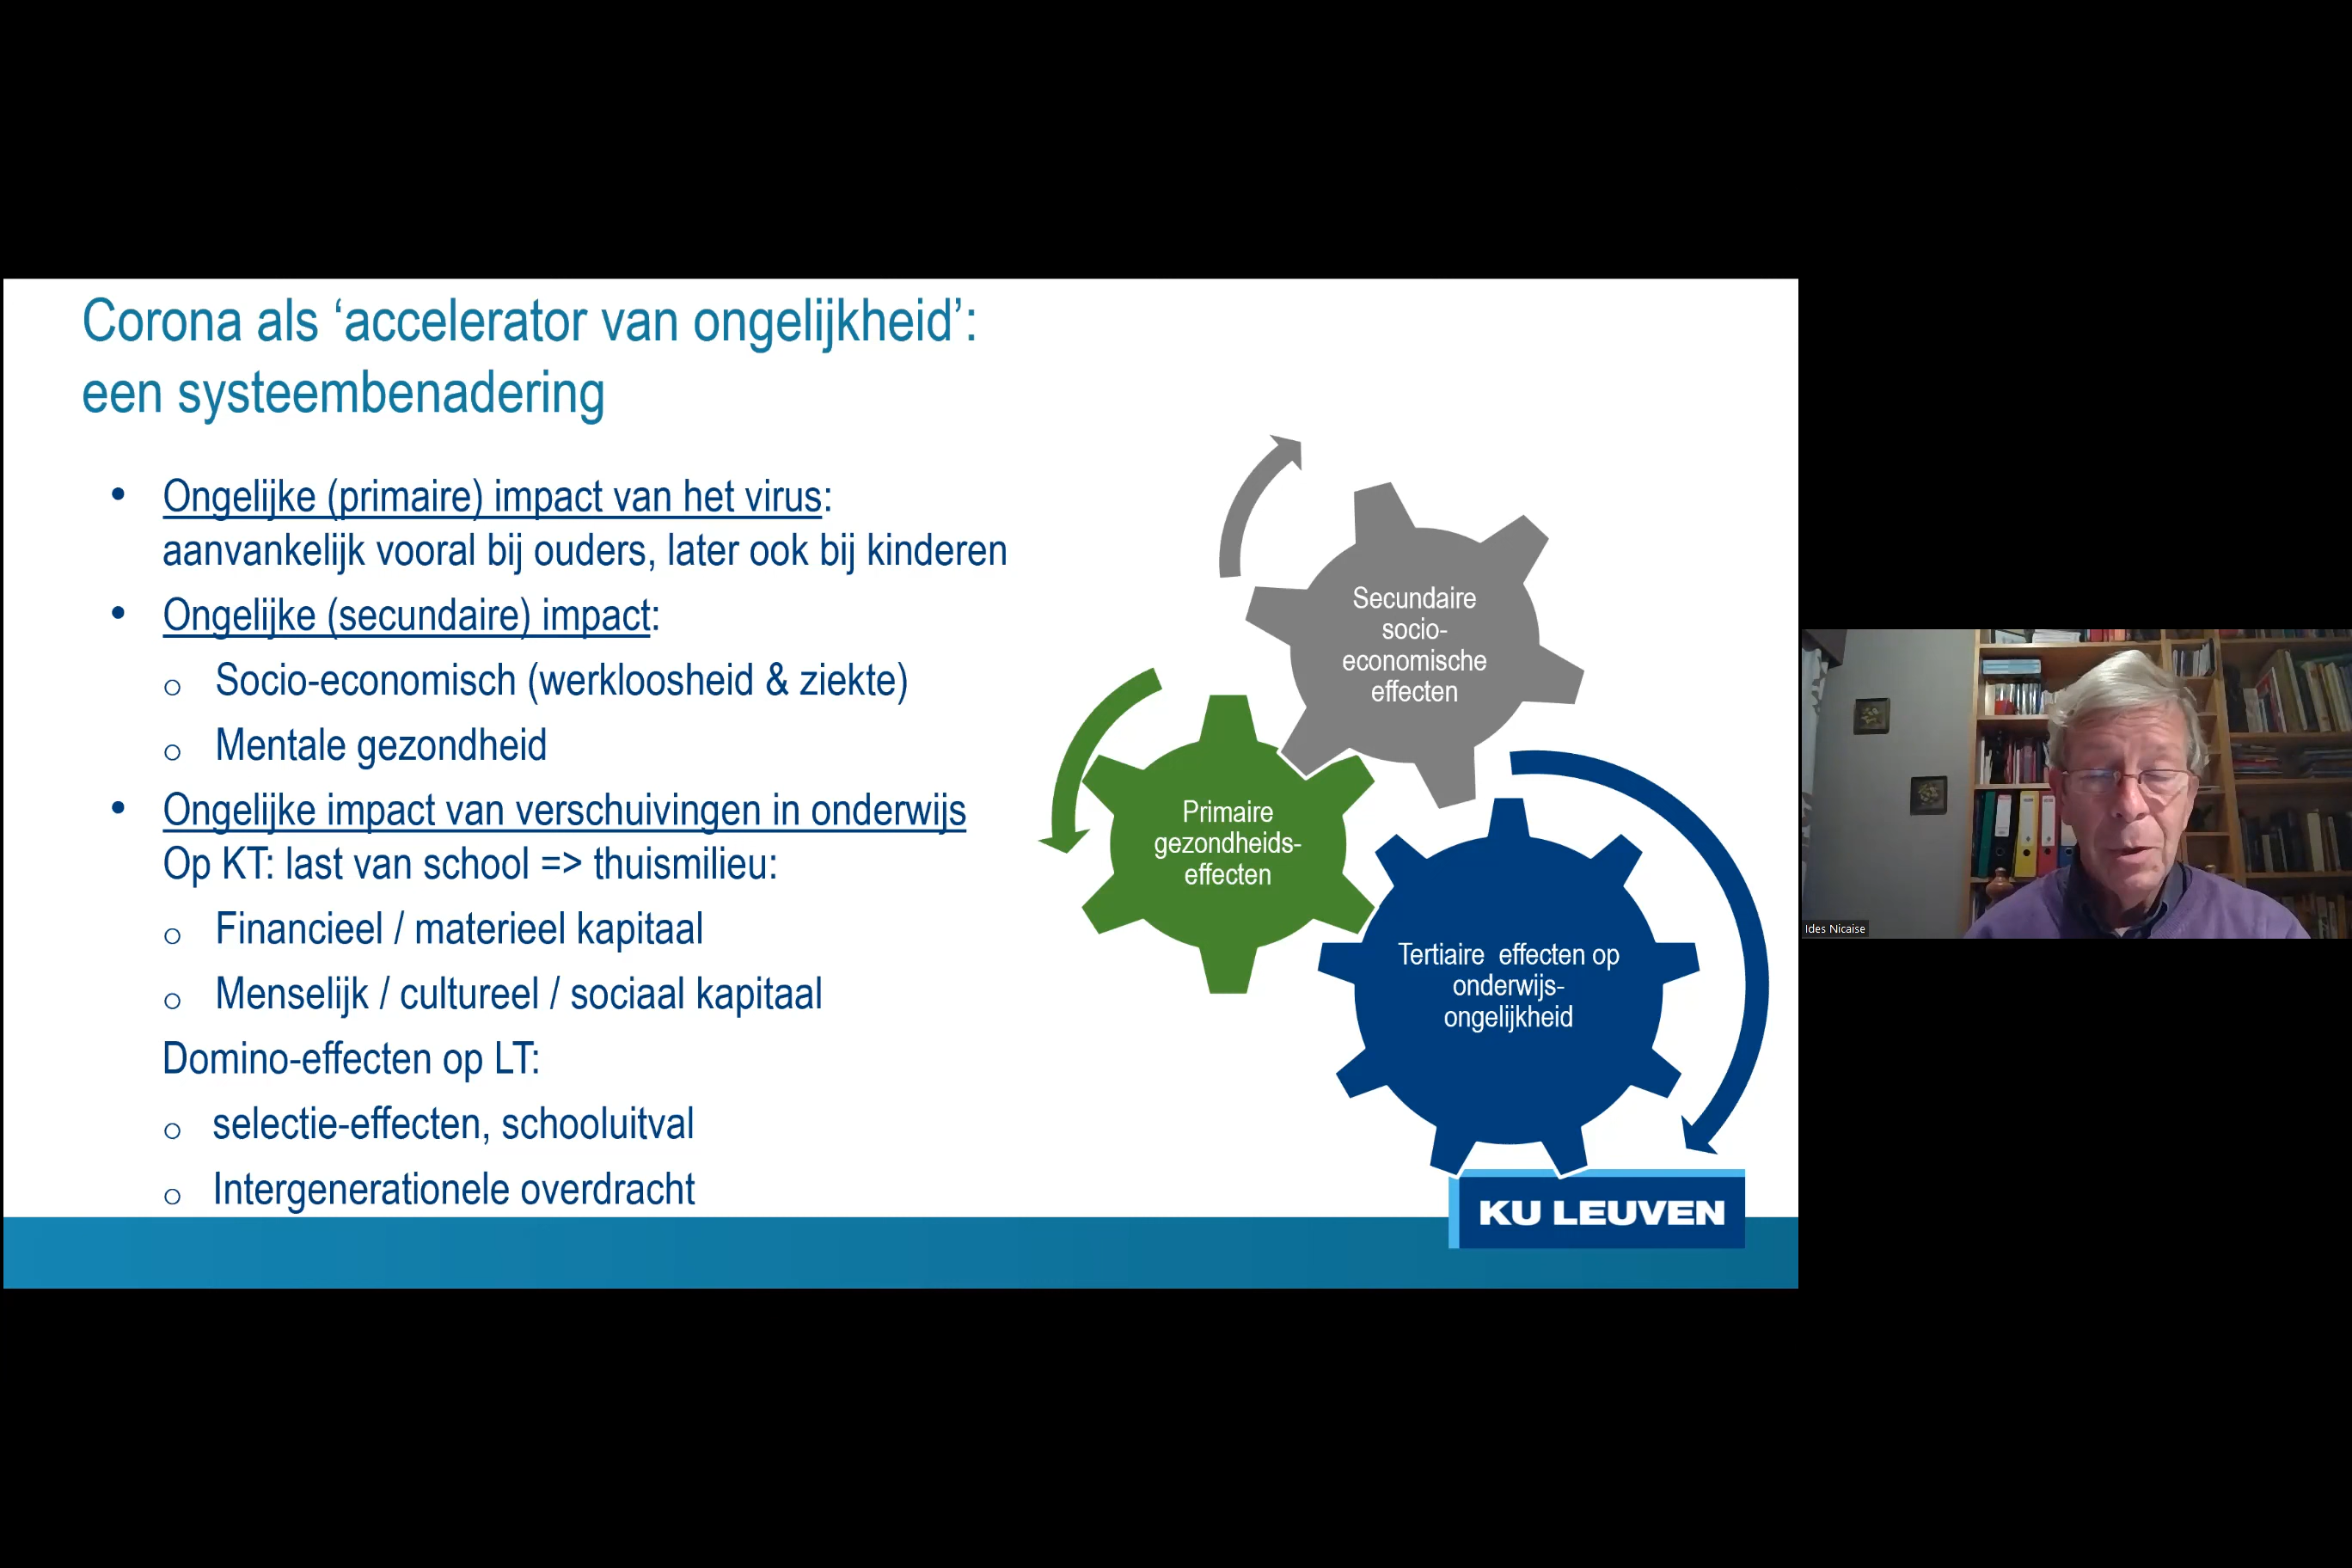 Corona als ‘accelerator van ongelijkheid’:
een systeembenadering
• Ongelijke (primaire) impact van het virus:
aanvankelijk vooral bij ouders, later ook bij kinderen
• Ongelijke (secundaire) impact:
o Socio-economisch (werkloosheid & ziekte)
o Mentale gezondheid
• Ongelijke impact van verschuivingen in onderwijs
Op KT: last van school => thuismilieu:
o Financieel / materieel kapitaal
o Menselijk / cultureel / sociaal kapitaal
Domino-effecten op LT:
o selectie-effecten, schooluitval
o Intergenerationele overdracht
Secundaire
socio-
economische
effecten
Primaire
gezondheids-
effecten
Tertiaire effecten op
onderwijs-
ongelijkheid
KU LEUVEN
Ides Nicaise